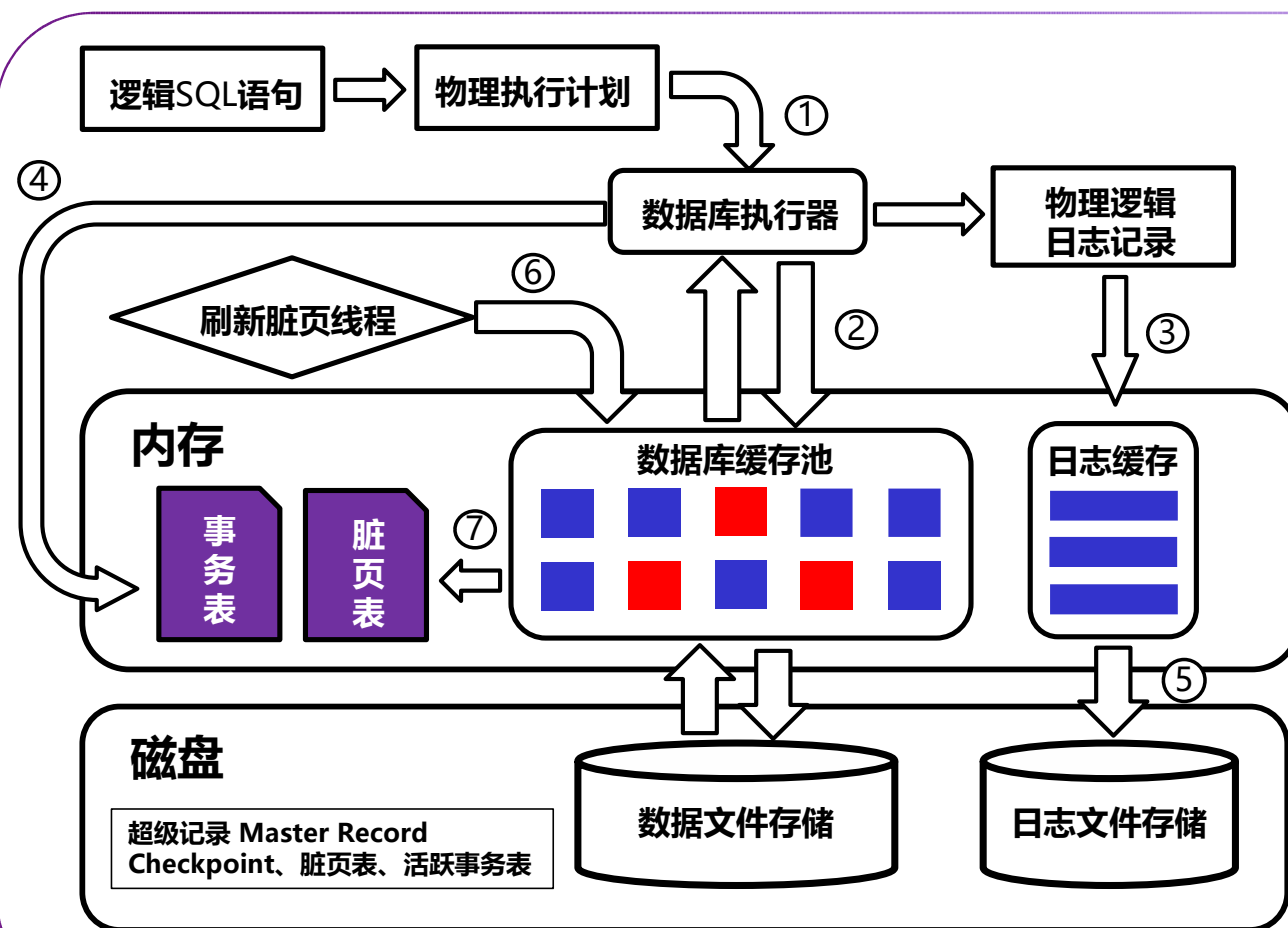 逻辑SQL语句
物理执行计划
①
④
数据库执行器
物理逻辑
日志记录
刷新脏页线程
⑥
②
③
内存
数据库缓存池
日志缓存
事务表
脏页表
⑦
⑤
磁盘
超级记录 Master Record
Checkpoint、脏页表、活跃事务表
数据文件存储
日志文件存储